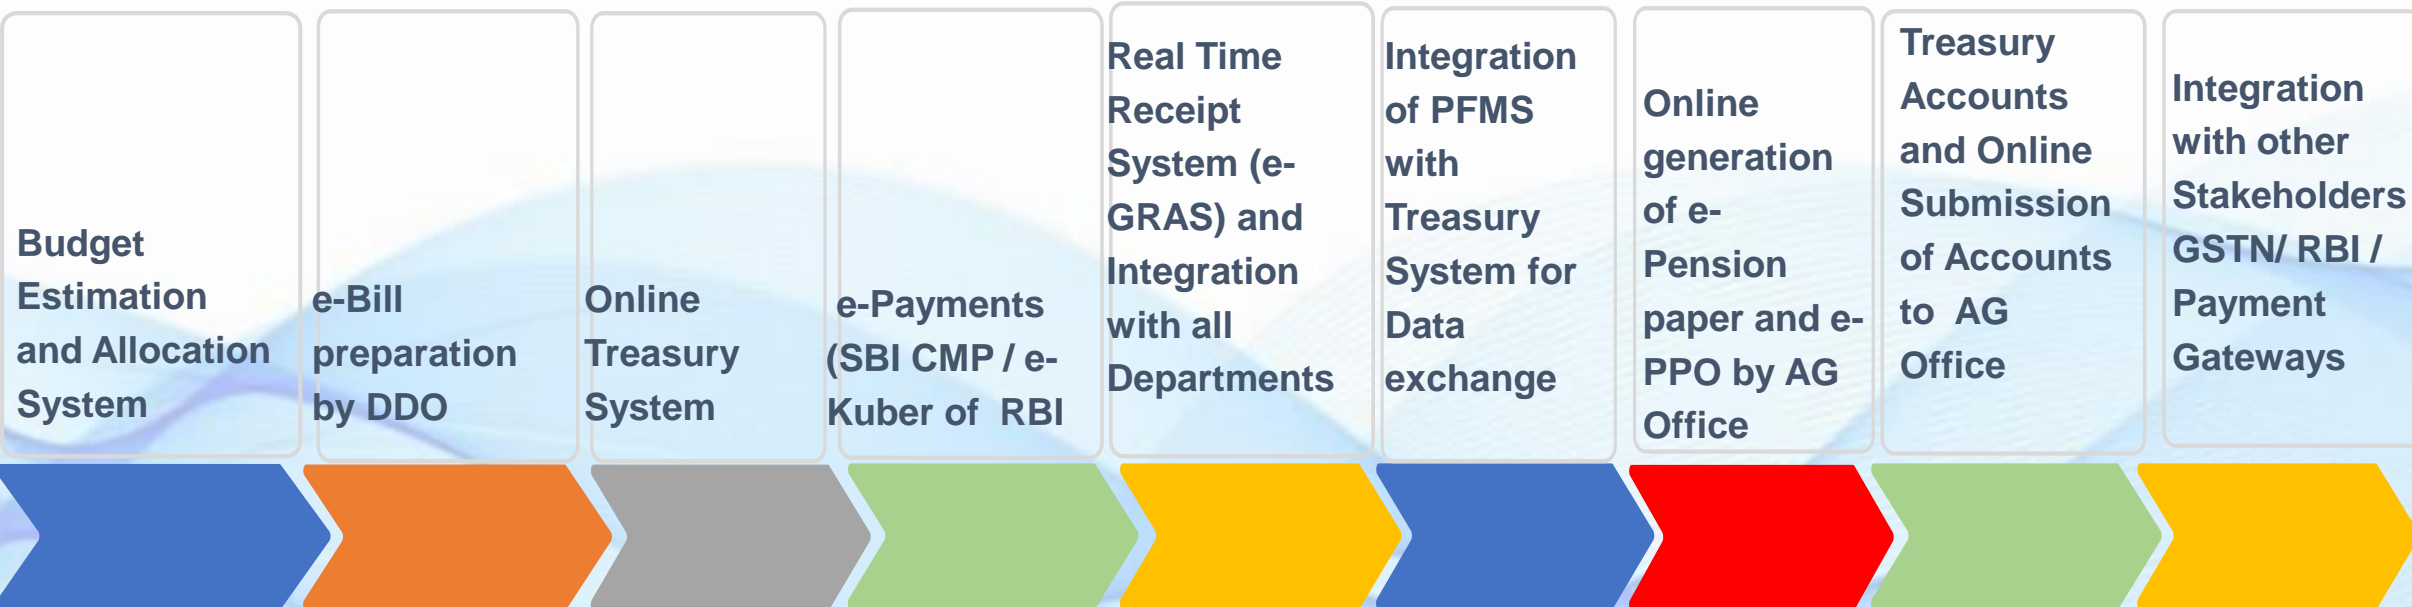 Budget
Estimation
and Allocation
System
e-Bill
preparation
by DDO
Online
Treasury
System
e-Payments
(SBI CMP / e-
Kuber of RBI
Real Time
Receipt
System (e-
GRAS) and
Integration
with all
Departments
Integration
of PFMS
with
Treasury
System for
Data
exchange
Online
generation
of e-
Pension
paper and e-
PPO by AG
Office
Treasury
Accounts
and Online
Submission
of Accounts
to AG
Office
Integration
with other
Stakeholders
GSTN/ RBI /
Payment
Gateways